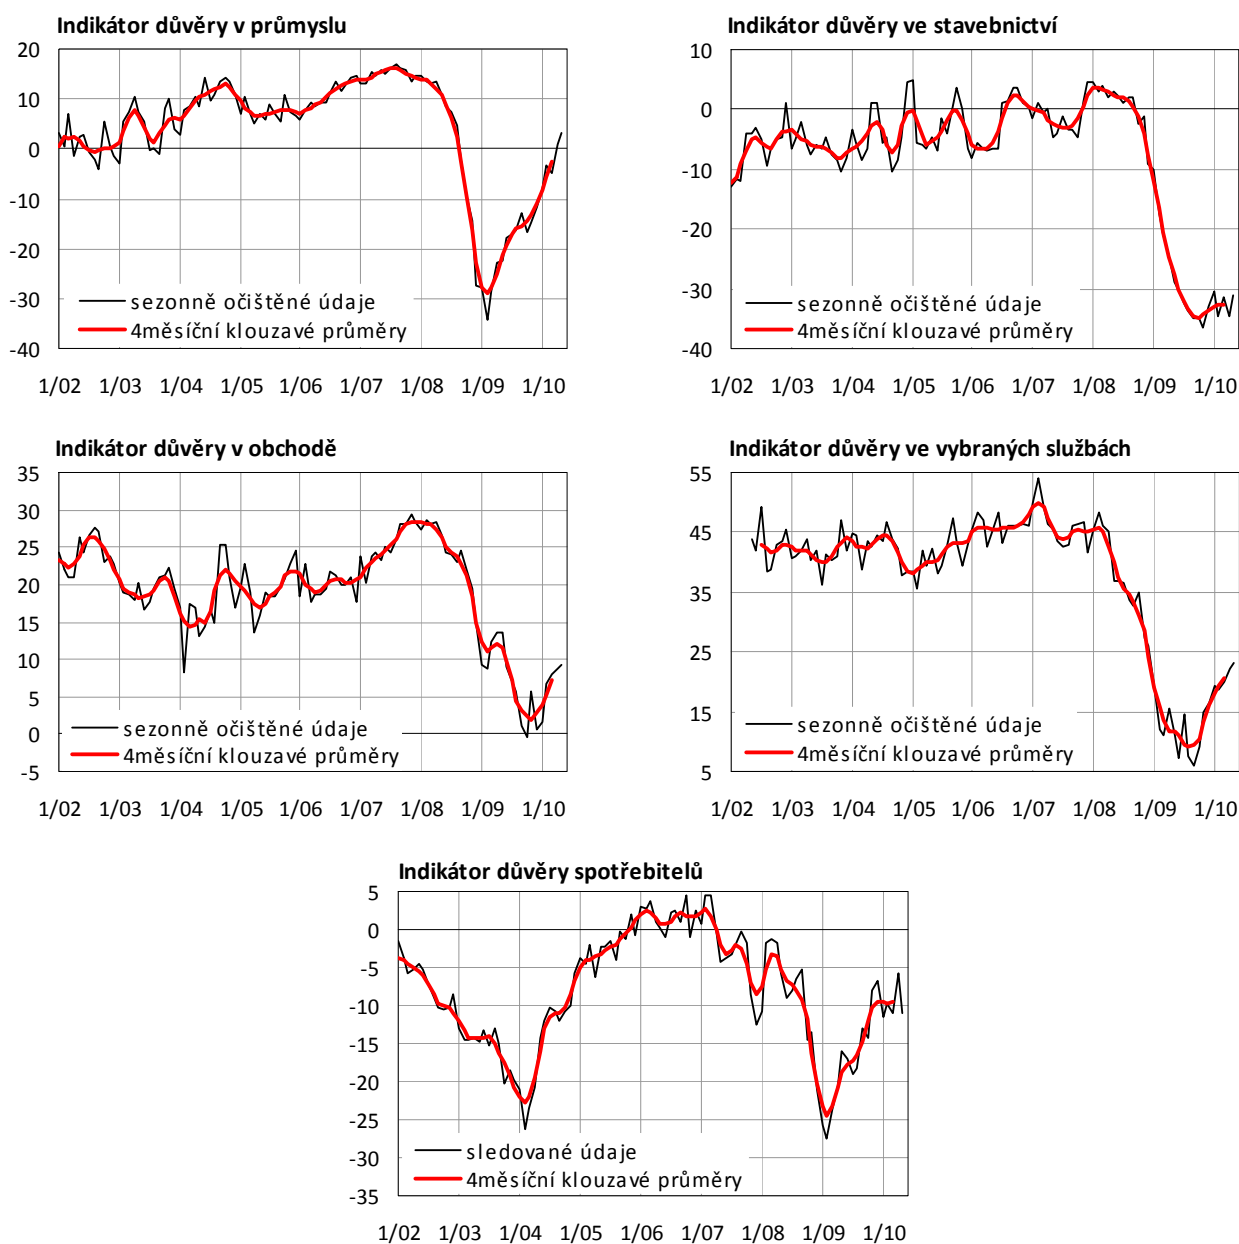 Indikátor důvěry v průmyslu
20
10
0
-10
-20
-30
-40
sezonně očištěné údaje
4měsíční klouzavé průměry
1/02 1/03 1/04 1/05 1/06 1/07 1/08 1/09 1/10
Indikátor důvěry ve stavebnictví
10
0
-10
-20
-30
-40
sezonně očištěné údaje
4měsíční klouzavé průměry
1/02 1/03 1/04 1/05 1/06 1/07 1/08 1/09 1/10
Indikátor důvěry v obchodě
35
30
25
20
15
10
5
0
-5
sezonně očištěné údaje
4měsíční klouzavé průměry
1/02 1/03 1/04 1/05 1/06 1/07 1/08 1/09 1/10
Indikátor důvěry ve vybraných službách
55
45
35
25
15
5
sezonně očištěné údaje
4měsíční klouzavé průměry
1/02 1/03 1/04 1/05 1/06 1/07 1/08 1/09 1/10
Indikátor důvěry spotřebitelů
5
0
-5
-10
-15
-20
-25
-30
-35
sledované údaje
4měsíční klouzavé průměry
1/02 1/03 1/04 1/05 1/06 1/07 1/08 1/09 1/10